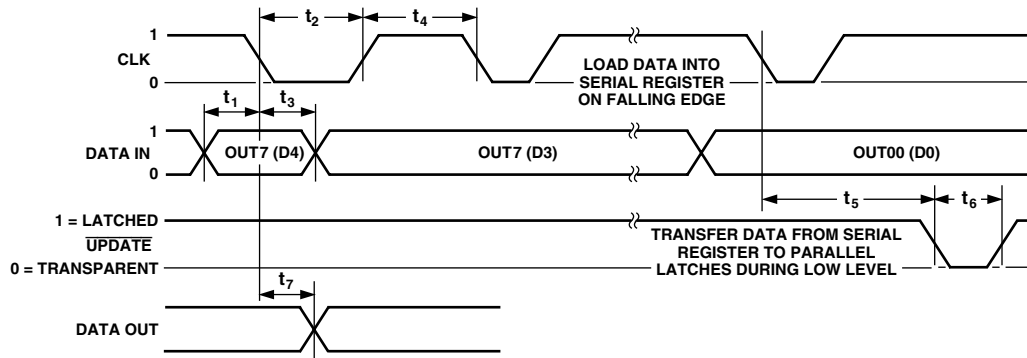 t2
t4
1
CLK
0
LOAD DATA INTO
SERIAL REGISTER
ON FALLING EDGE
t1
t3
1
DATA IN
0
OUT7 (D4)
OUT7 (D3)
OUT00 (D0)
t5
t6
1 = LATCHED
UPDATE
0 = TRANSPARENT
TRANSFER DATA FROM SERIAL
REGISTER TO PARALLEL
LATCHES DURING LOW LEVEL
t7
DATA OUT